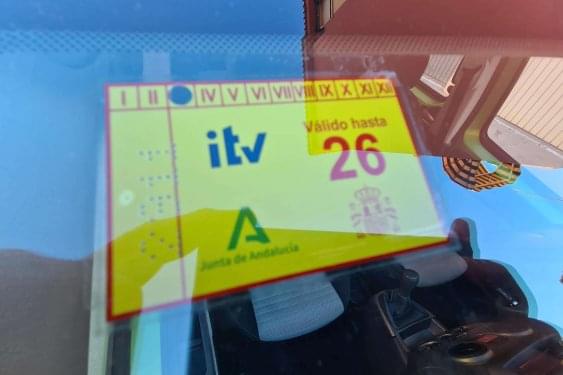 I II IV V VI VII VIII IX X XI XII
itv
Válido hasta
26
Junta de Andalucía